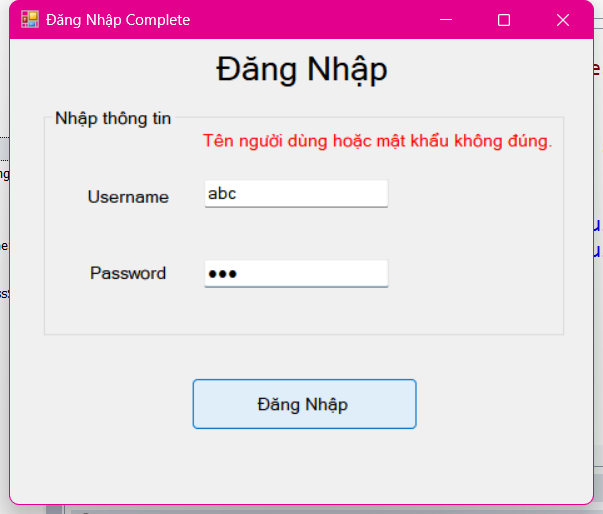 Đăng Nhập Complete
Đăng Nhập
Nhập thông tin
Tên người dùng hoặc mật khẩu không đúng.
Username
abc
Password
●●●
Đăng Nhập